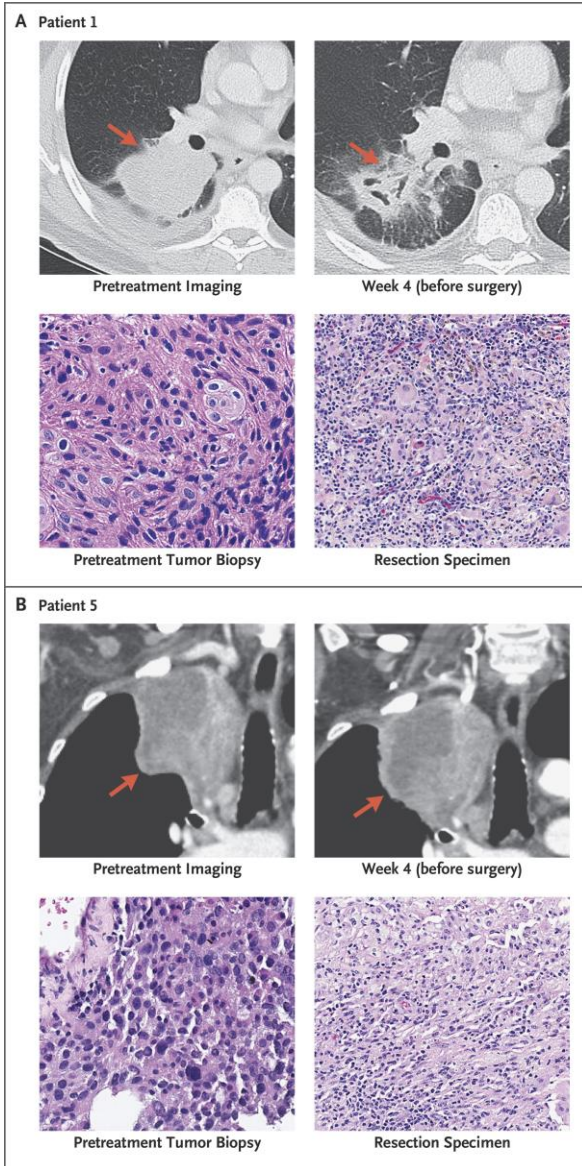 A Patient 1
Pretreatment Imaging
Week 4 (before surgery)
Pretreatment Tumor Biopsy
Resection Specimen
B Patient 5
Pretreatment Imaging
Week 4 (before surgery)
Pretreatment Tumor Biopsy
Resection Specimen